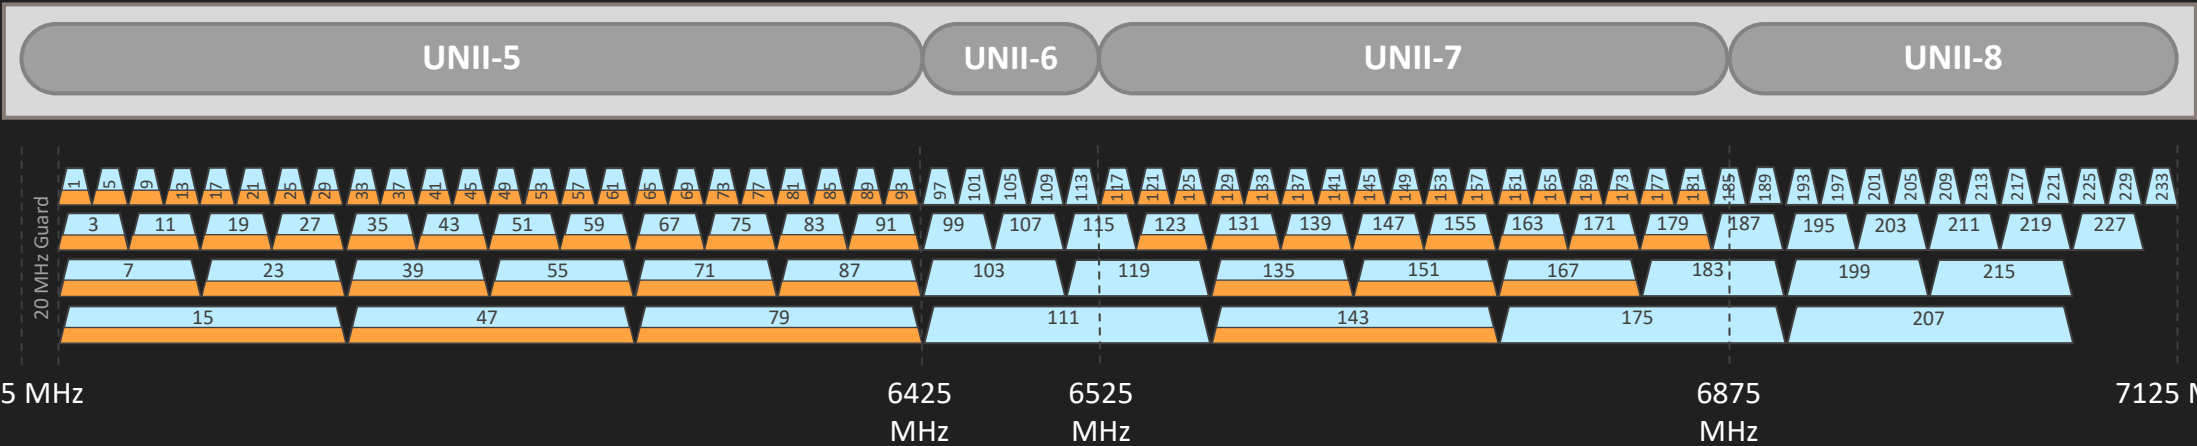 UNII-5 UNII-6 UNII-7 UNII-8
20 MHz Guard
1 5 9 13 17 21 25 29 33 37 41 45 49 53 57 61 65 69 73 77 81 85 89 93 97 101 105 109 113 117 121 125 129 133 137 141 145 149 153 157 161 165 169 173 177 181 185 189 193 197 201 205 209 213 217 221 225 229 233
3 11 19 27 35 43 51 59 67 75 83 91 99 107 115 123 131 139 147 155 163 171 179 187 195 203 211 219 227
7 23 39 55 71 87 103 119 135 151 167 183 199 215
15 47 79 111 143 175 207
5 MHz 6425 6525 6875 7125 M
MHz MHz MHz